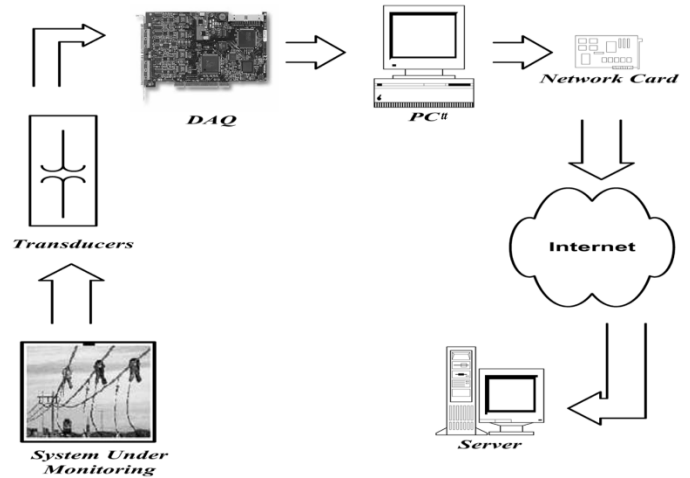 DAQ
PC#
Network Card
Transducers
Internet
System Under
Monitoring
Server